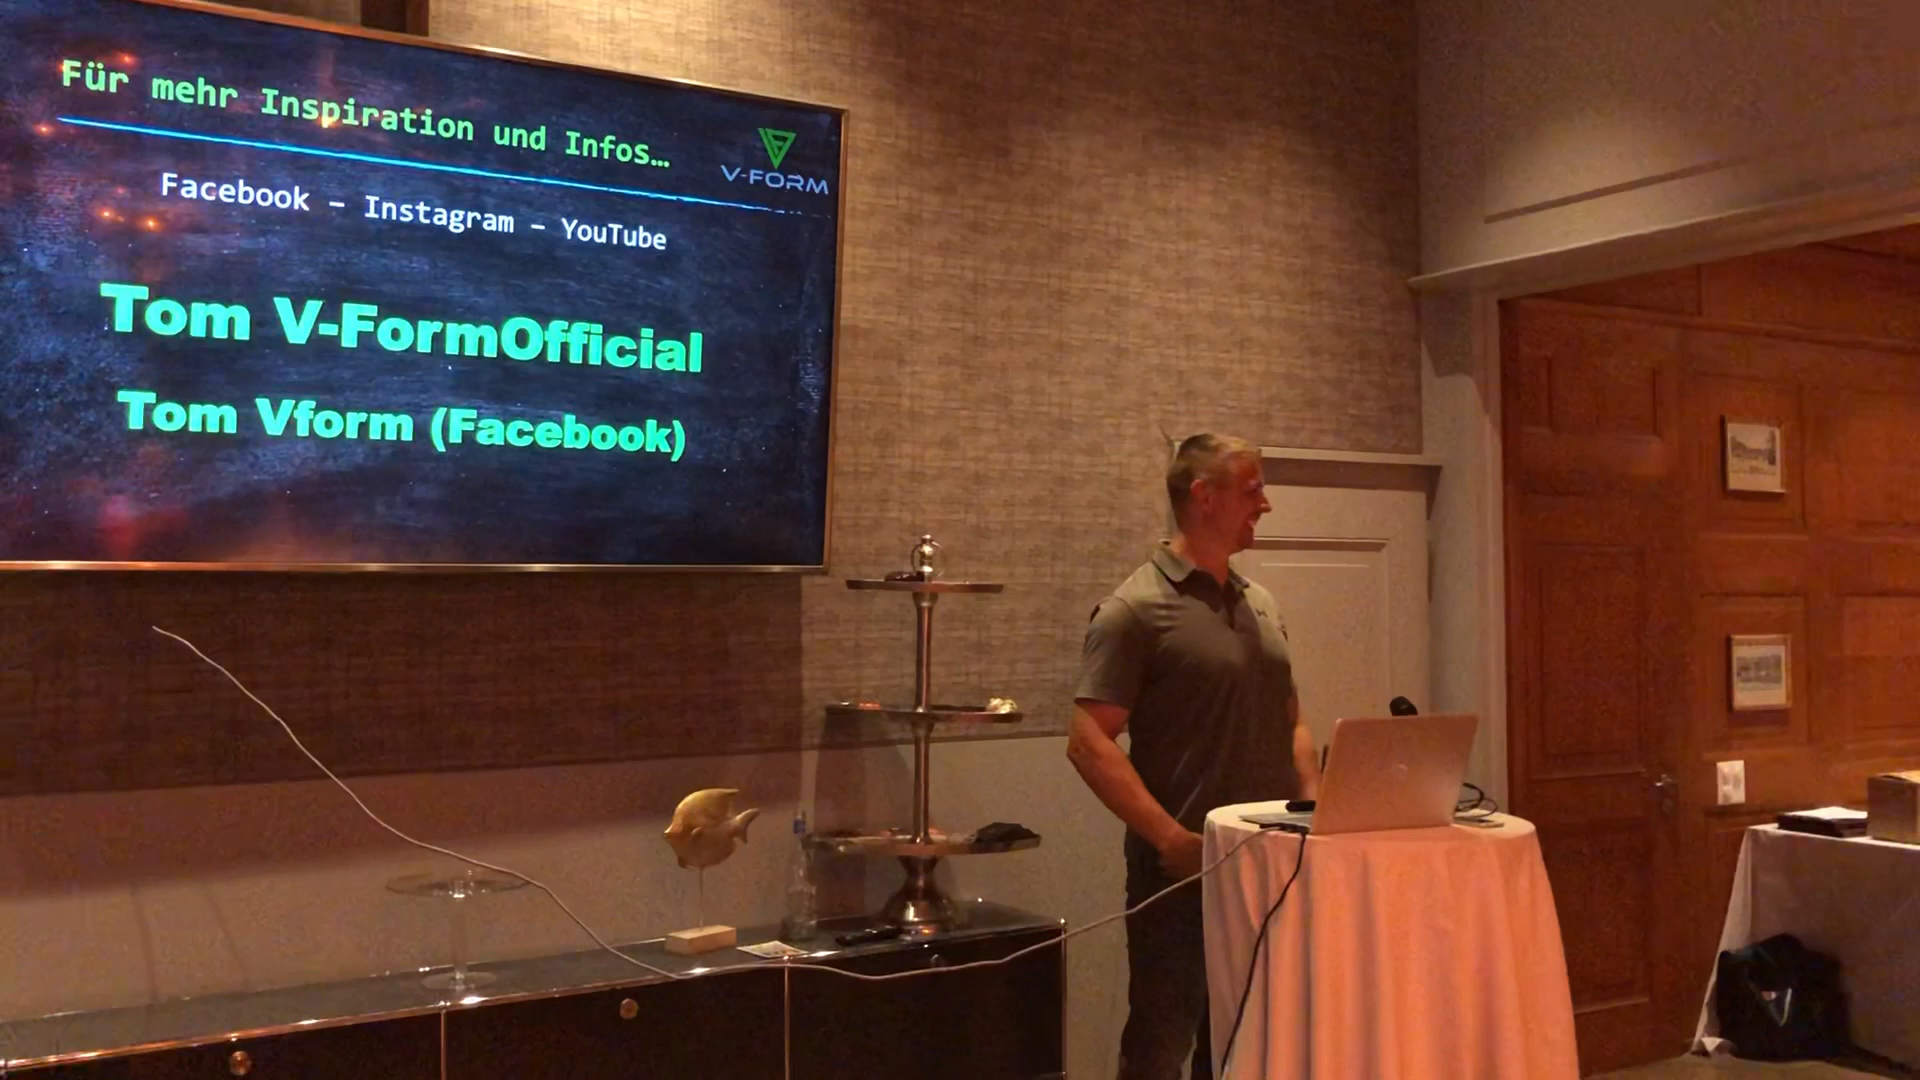 Für mehr Inspiration und Infos…
V-FORM
Facebook – Instagram – YouTube
Tom V-FormOfficial
Tom Vform (Facebook)